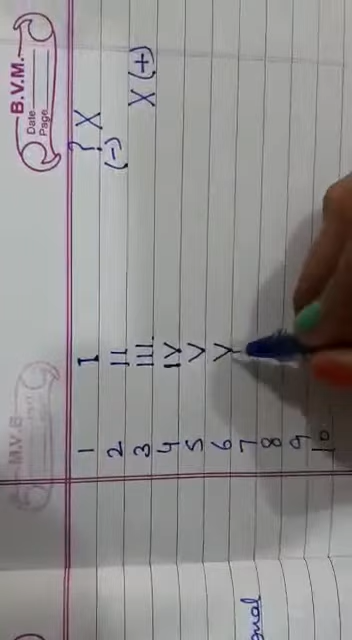 B.V.M.
Date
Page
1 I ? X
2 II (-)
3 III X (+)
4 IV
5 V
6 V
7
8
9
10